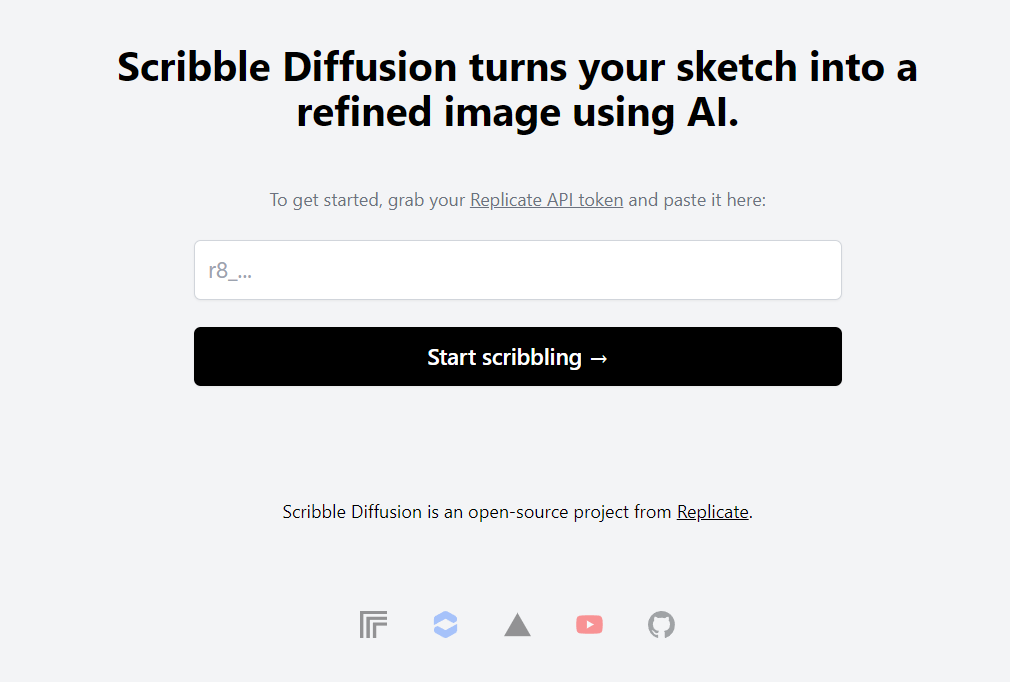 Scribble Diffusion turns your sketch into a
refined image using AI.
To get started, grab your Replicate API token and paste it here:
r8_...
Start scribbling →
Scribble Diffusion is an open-source project from Replicate.